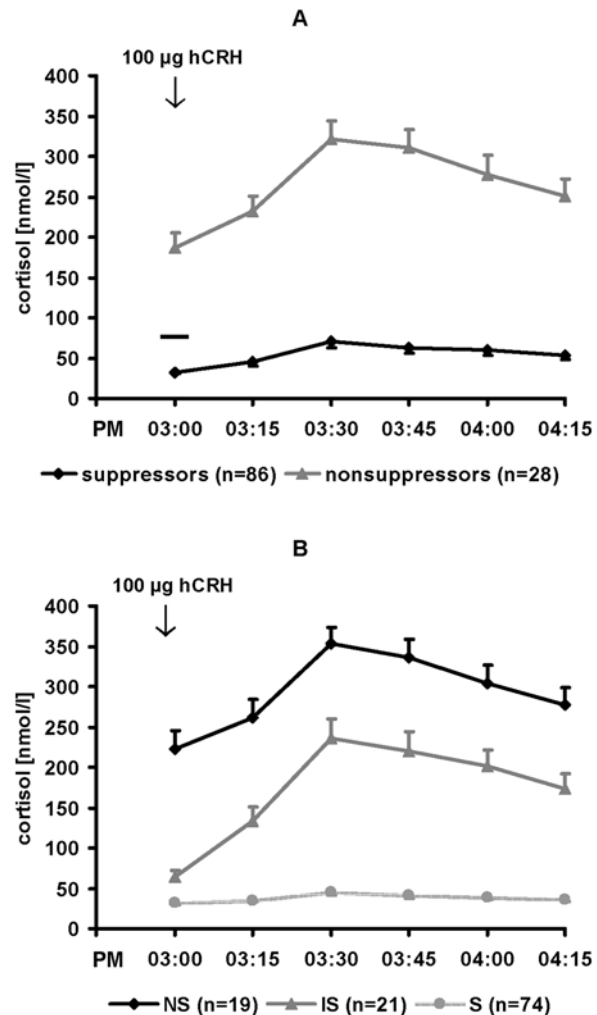 A
100 µg hCRH
400
350
300
250
200
150
100
50
0
cortisol [nmol/l]
PM 03:00 03:15 03:30 03:45 04:00 04:15
suppressors (n=86) nonsuppressors (n=28)
B
100 µg hCRH
400
350
300
250
200
150
100
50
0
cortisol [nmol/l]
PM 03:00 03:15 03:30 03:45 04:00 04:15
NS (n=19) IS (n=21) S (n=74)